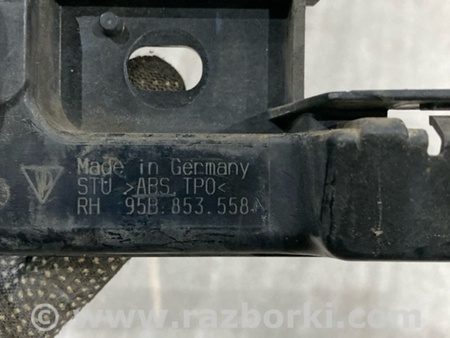 Made in Germany
STU >ABS.TPO<
RH 95B.853.558 A
© www.razborki.com